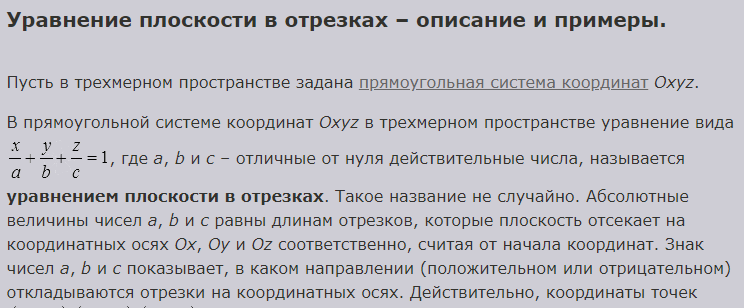 Уравнение плоскости в отрезках – описание и примеры.
Пусть в трехмерном пространстве задана прямоугольная система координат Oxyz.
В прямоугольной системе координат Oxyz в трехмерном пространстве уравнение вида
x/a + y/b + z/c = 1, где a, b и c – отличные от нуля действительные числа, называется
уравнением плоскости в отрезках. Такое название не случайно. Абсолютные
величины чисел a, b и c равны длинам отрезков, которые плоскость отсекает на
координатных осях Ox, Oy и Oz соответственно, считая от начала координат. Знак
чисел a, b и c показывает, в каком направлении (положительном или отрицательном)
откладываются отрезки на координатных осях. Действительно, координаты точек